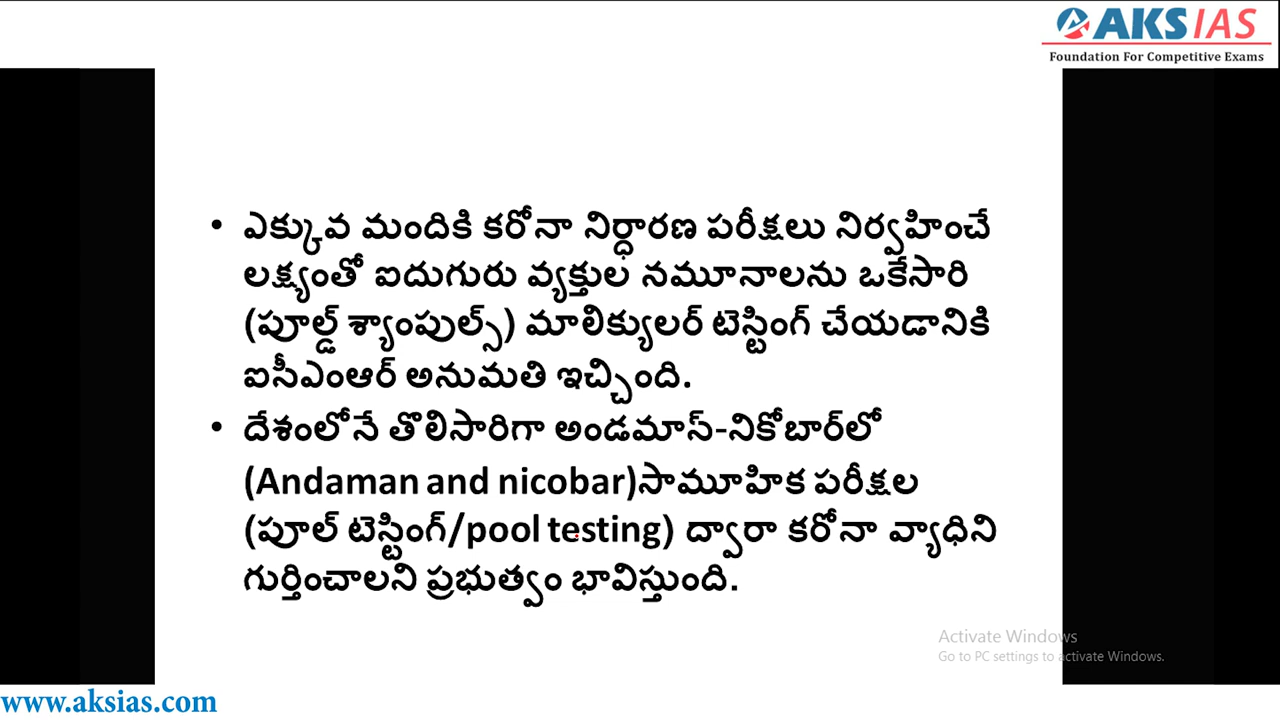 AKS IAS
Foundation For Competitive Exams
• ఎక్కువ మందికి కరోనా నిర్ధారణ పరీక్షలు నిర్వహించే
లక్ష్యంతో ఐదుగురు వ్యక్తుల నమూనాలను ఒకేసారి
(పూల్డ్ శ్యాంపుల్స్) మాలిక్యులర్ టెస్టింగ్ చేయడానికి
ఐసీఎంఆర్ అనుమతి ఇచ్చింది.
• దేశంలోనే తొలిసారిగా అండమాస్-నికోబార్‌లో
(Andaman and nicobar)సామూహిక పరీక్షల
(పూల్ టెస్టింగ్/pool testing) ద్వారా కరోనా వ్యాధిని
గుర్తించాలని ప్రభుత్వం భావిస్తుంది.
Activate Windows
Go to PC settings to activate Windows.
www.aksias.com